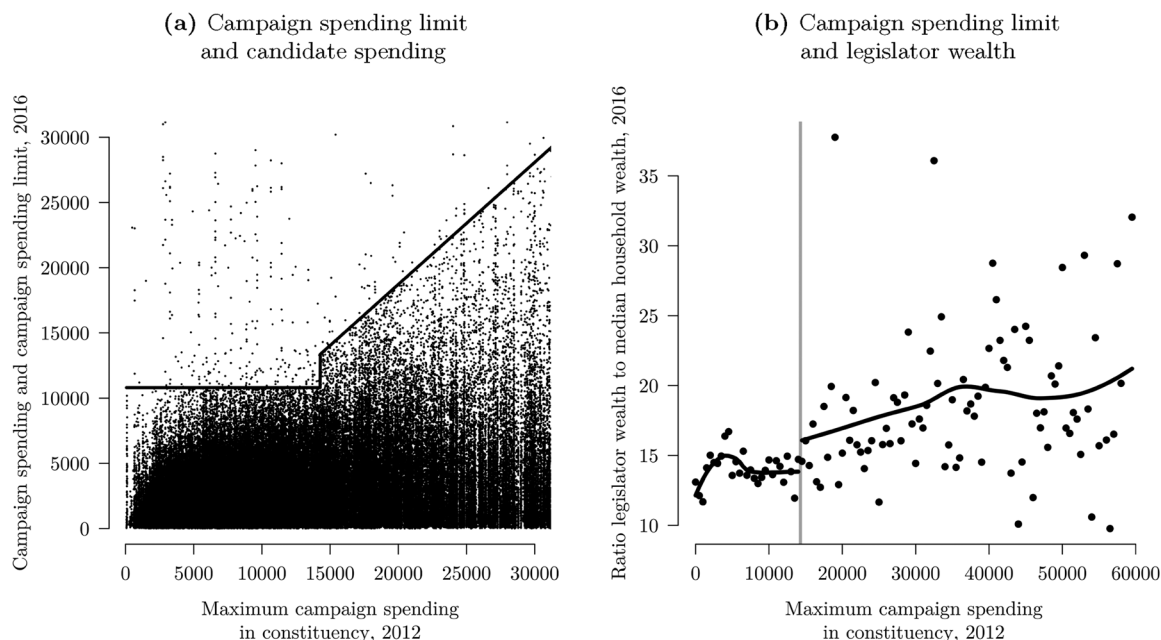 (a) Campaign spending limit
and candidate spending
Campaign spending and campaign spending limit, 2016
30000
25000
20000
15000
10000
5000
0
0 5000 10000 15000 20000 25000 30000
Maximum campaign spending
in constituency, 2012
(b) Campaign spending limit
and legislator wealth
Ratio legislator wealth to median household wealth, 2016
35
30
25
20
15
10
0 10000 20000 30000 40000 50000 60000
Maximum campaign spending
in constituency, 2012